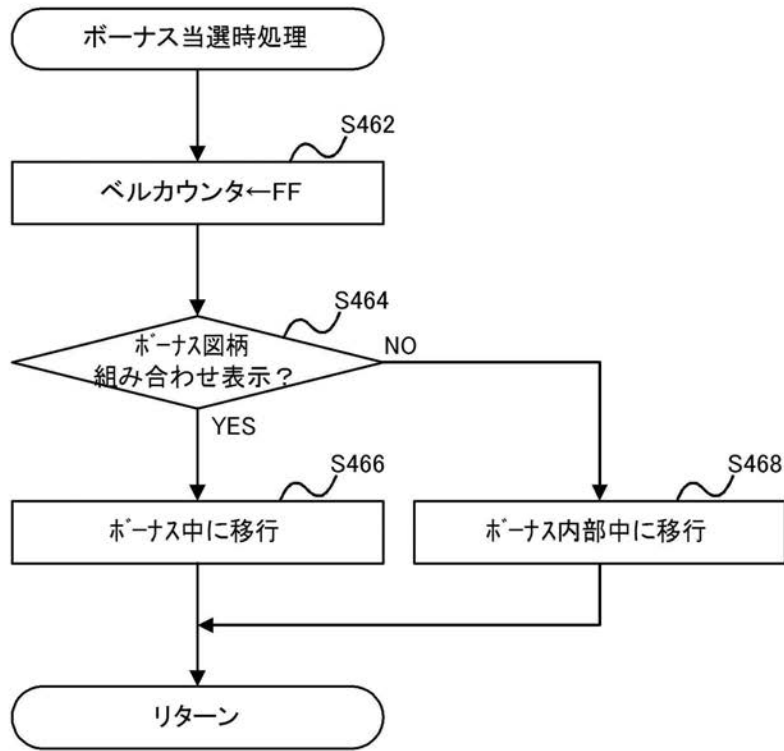 ボーナス当選時処理
S462
ベルカウンタ←FF
S464
ボーナス図柄
組み合わせ表示?
NO
YES
S466
S468
ボーナス中に移行
ボーナス内部中に移行
リターン